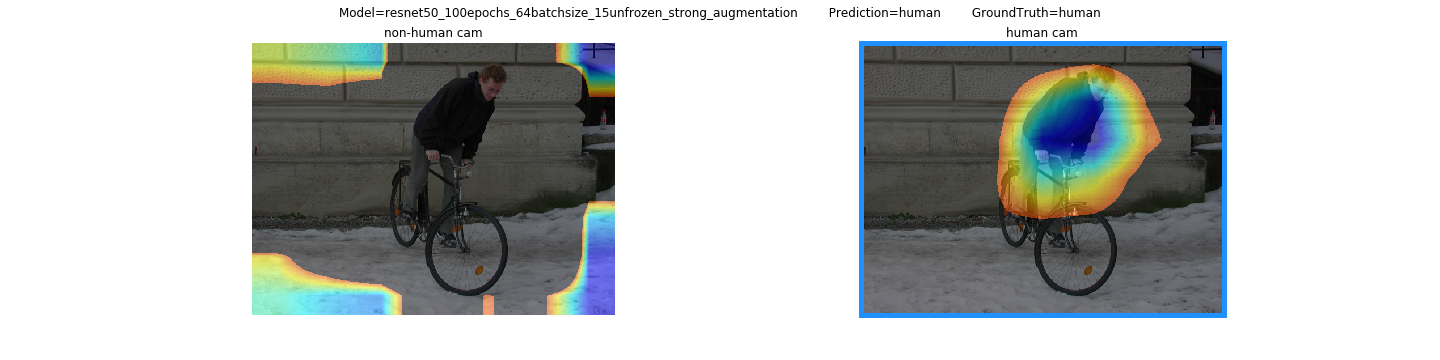 Model=resnet50_100epochs_64batchsize_15unfrozen_strong_augmentation Prediction=human GroundTruth=human
non-human cam
human cam